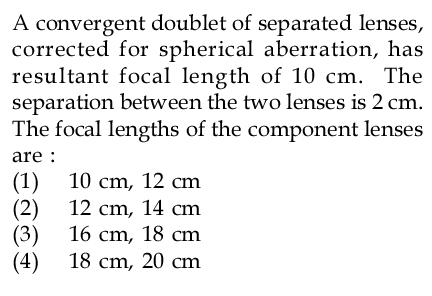 A convergent doublet of separated lenses,
corrected for spherical aberration, has
resultant focal length of 10 cm. The
separation between the two lenses is 2 cm.
The focal lengths of the component lenses
are :
(1) 10 cm, 12 cm
(2) 12 cm, 14 cm
(3) 16 cm, 18 cm
(4) 18 cm, 20 cm